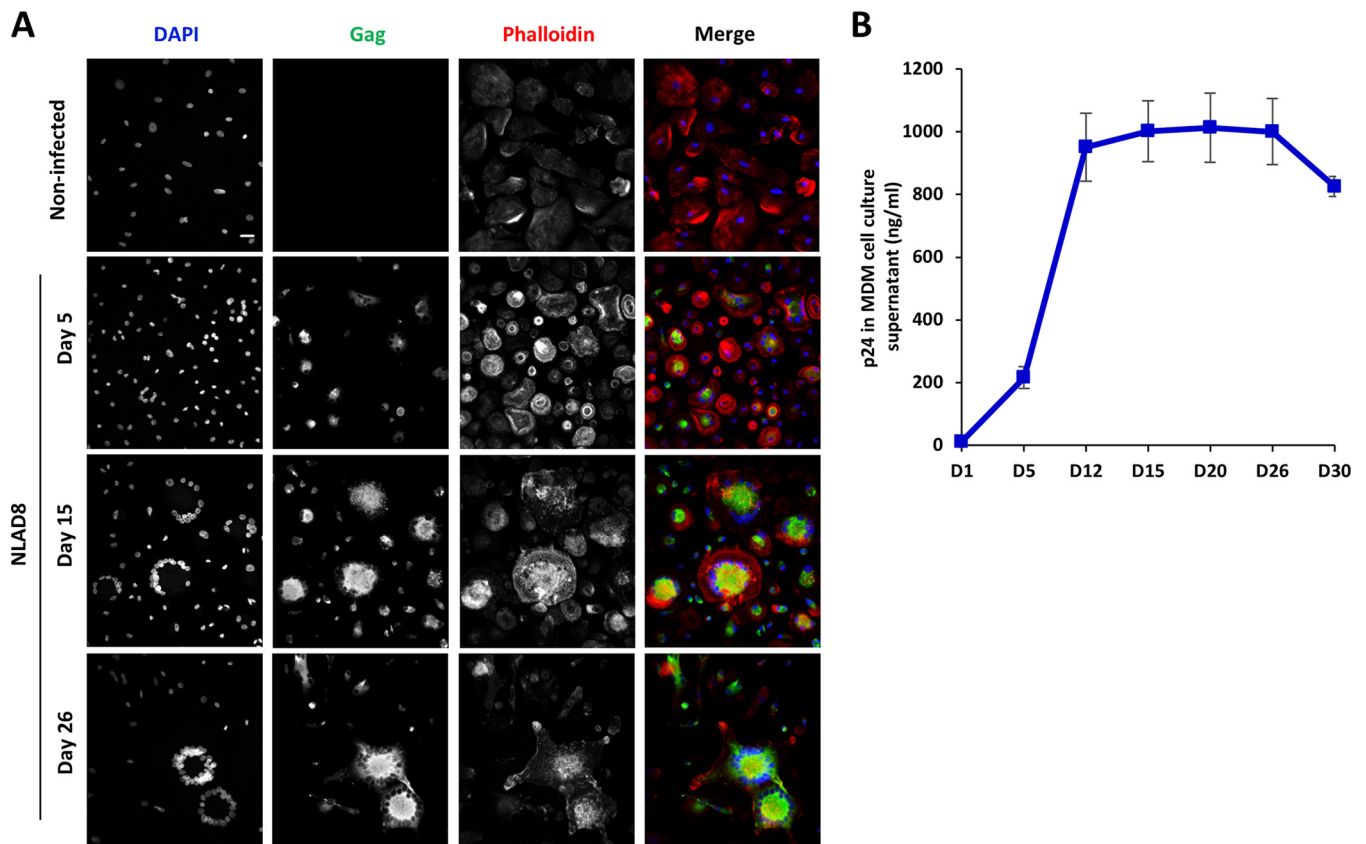 A
DAPI
Gag
Phalloidin
Merge
Non-infected
NLAD8
Day 5
Day 15
Day 26
B
p24 in MDM cell culture
supernatant (ng/ml)
1200
1000
800
600
400
200
0
D1
D5
D12
D15
D20
D26
D30